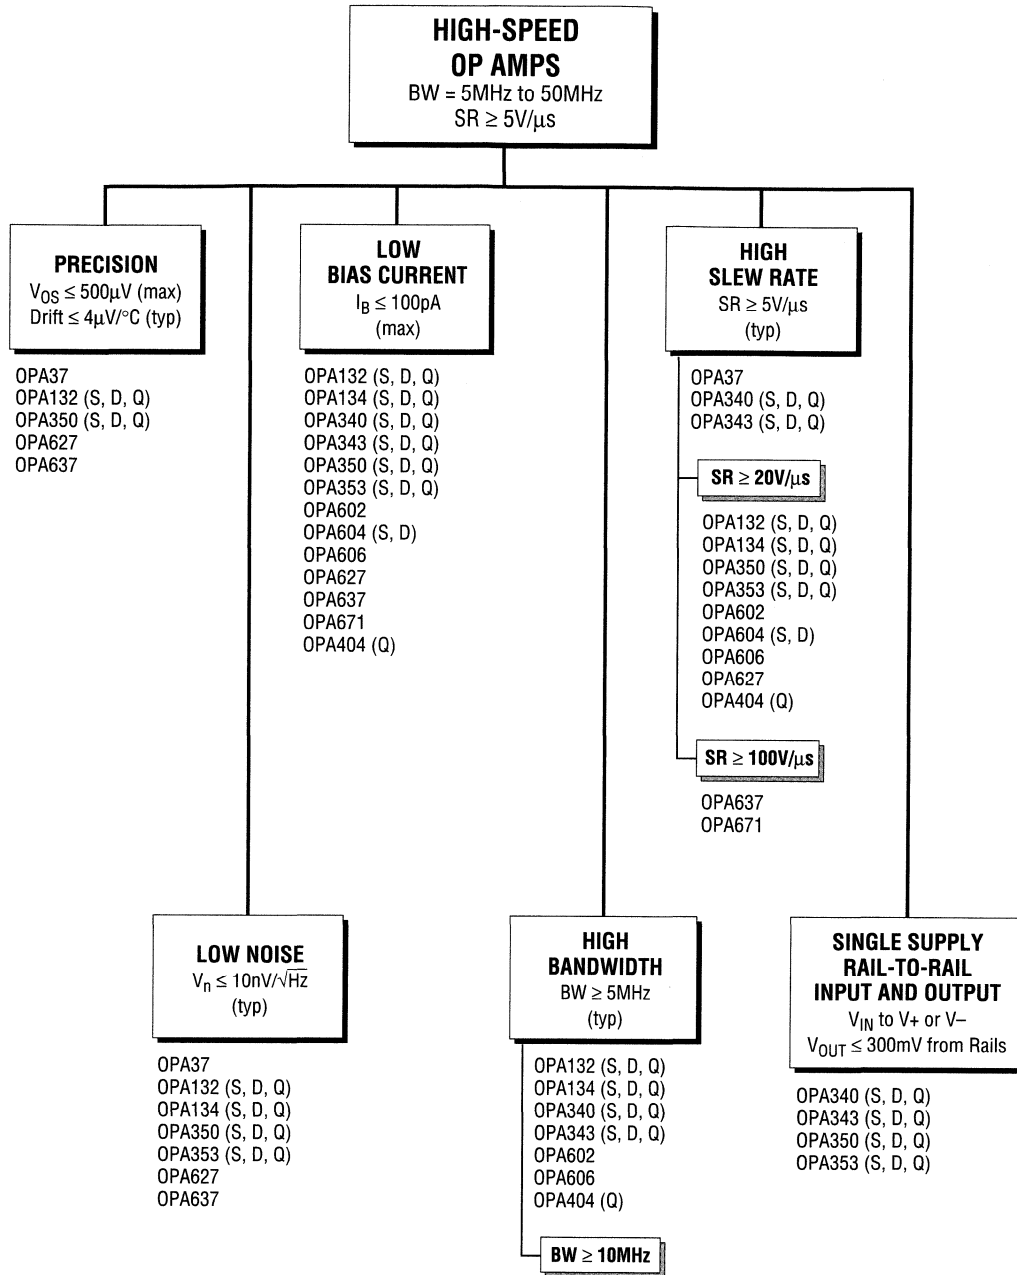 HIGH-SPEED
OP AMPS
BW = 5MHz to 50MHz
SR ≥ 5V/µs
PRECISION
V_OS ≤ 500µV (max)
Drift ≤ 4µV/°C (typ)
OPA37
OPA132 (S, D, Q)
OPA350 (S, D, Q)
OPA627
OPA637
LOW
BIAS CURRENT
I_B ≤ 100pA
(max)
OPA132 (S, D, Q)
OPA134 (S, D, Q)
OPA340 (S, D, Q)
OPA343 (S, D, Q)
OPA350 (S, D, Q)
OPA353 (S, D, Q)
OPA602
OPA604 (S, D)
OPA606
OPA627
OPA637
OPA671
OPA404 (Q)
HIGH
SLEW RATE
SR ≥ 5V/µs
(typ)
OPA37
OPA340 (S, D, Q)
OPA343 (S, D, Q)
SR ≥ 20V/µs
OPA132 (S, D, Q)
OPA134 (S, D, Q)
OPA350 (S, D, Q)
OPA353 (S, D, Q)
OPA602
OPA604 (S, D)
OPA606
OPA627
OPA404 (Q)
SR ≥ 100V/µs
OPA637
OPA671
LOW NOISE
V_n ≤ 10nV/√Hz
(typ)
OPA37
OPA132 (S, D, Q)
OPA134 (S, D, Q)
OPA350 (S, D, Q)
OPA353 (S, D, Q)
OPA627
OPA637
HIGH
BANDWIDTH
BW ≥ 5MHz
(typ)
OPA132 (S, D, Q)
OPA134 (S, D, Q)
OPA340 (S, D, Q)
OPA343 (S, D, Q)
OPA602
OPA606
OPA404 (Q)
BW ≥ 10MHz
SINGLE SUPPLY
RAIL-TO-RAIL
INPUT AND OUTPUT
V_IN to V+ or V–
V_OUT ≤ 300mV from Rails
OPA340 (S, D, Q)
OPA343 (S, D, Q)
OPA350 (S, D, Q)
OPA353 (S, D, Q)